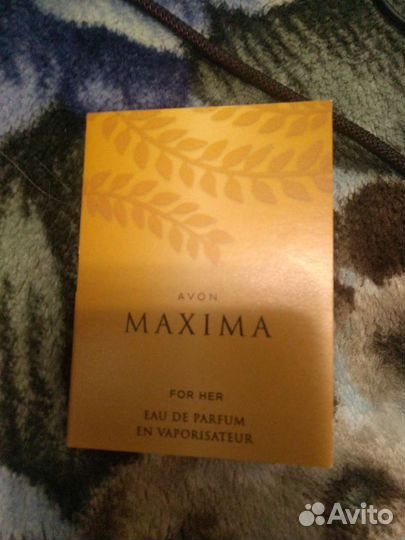 AVON
MAXIMA
FOR HER
EAU DE PARFUM
EN VAPORISATEUR
Avito